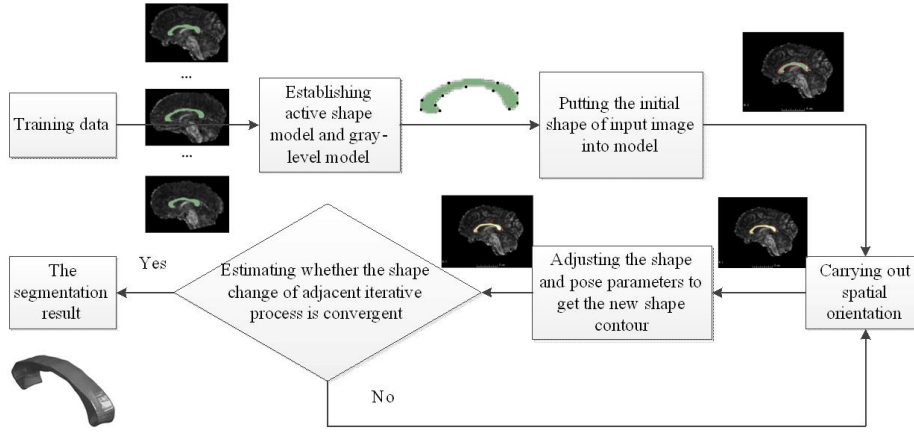 ...
...
Training data
Establishing
active shape
model and gray-
level model
Putting the initial
shape of input image
into model
Carrying out
spatial
orientation
Adjusting the shape
and pose parameters to
get the new shape
contour
Estimating whether the shape
change of adjacent iterative
process is convergent
Yes
No
The
segmentation
result